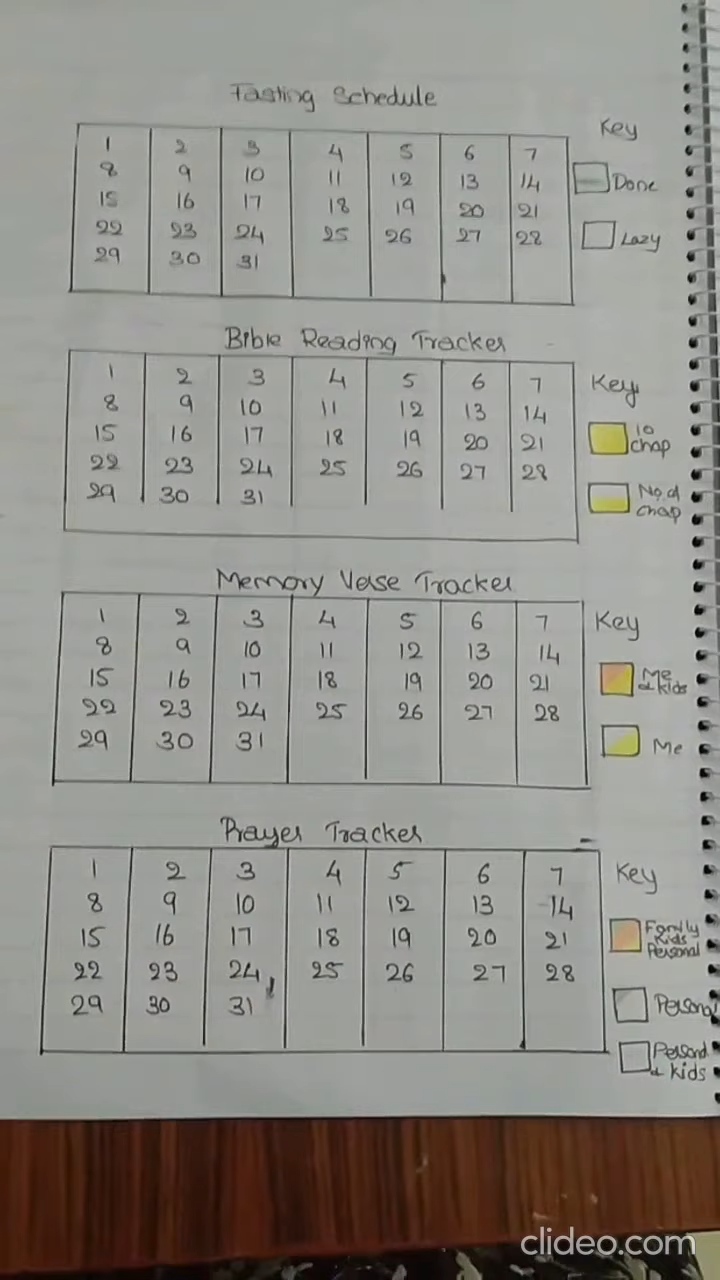 Fasting Schedule
Key
1 2 3 4 5 6 7
8 9 10 11 12 13 14
Done
15 16 17 18 19 20 21
22 23 24 25 26 27 28
Lazy
29 30 31
Bible Reading Tracker
1 2 3 4 5 6 7
Key
8 9 10 11 12 13 14
15 16 17 18 19 20 21
10
chap
22 23 24 25 26 27 28
29 30 31
No. of
chap
Memory Verse Tracker
1 2 3 4 5 6 7
Key
8 9 10 11 12 13 14
15 16 17 18 19 20 21
Me
& kids
22 23 24 25 26 27 28
29 30 31
Me
Prayer Tracker
1 2 3 4 5 6 7
Key
8 9 10 11 12 13 14
15 16 17 18 19 20 21
Family
Kids
Personal
22 23 24 25 26 27 28
29 30 31
Personal
Personal
& kids
clideo.com